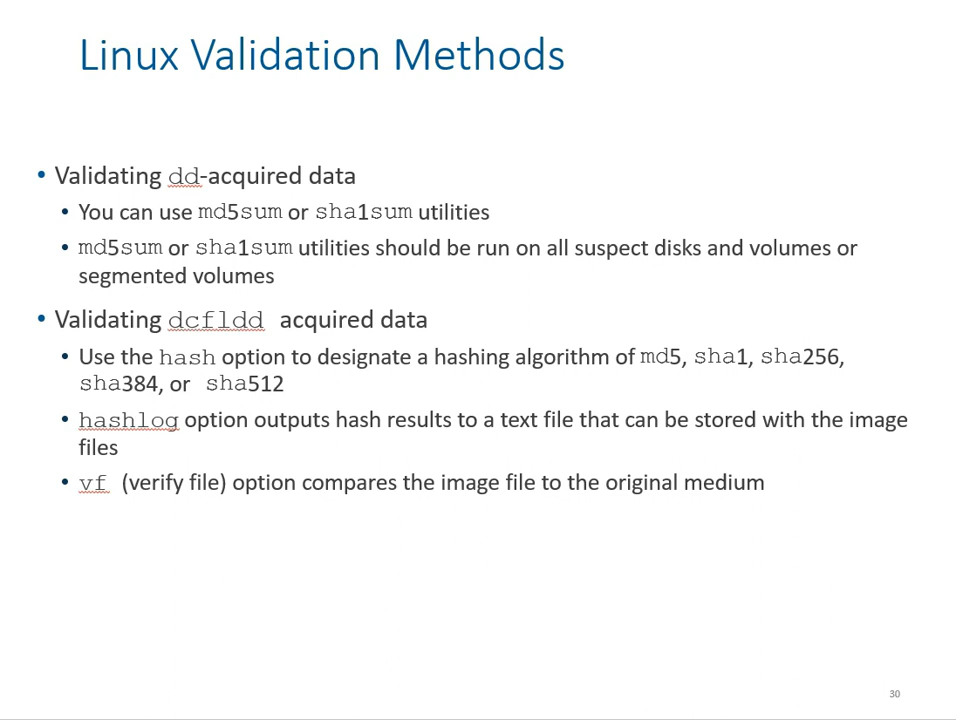 Linux Validation Methods
• Validating dd-acquired data
• You can use md5sum or sha1sum utilities
• md5sum or sha1sum utilities should be run on all suspect disks and volumes or
segmented volumes
• Validating dcfldd acquired data
• Use the hash option to designate a hashing algorithm of md5, sha1, sha256,
sha384, or sha512
• hashlog option outputs hash results to a text file that can be stored with the image
files
• vf (verify file) option compares the image file to the original medium
30